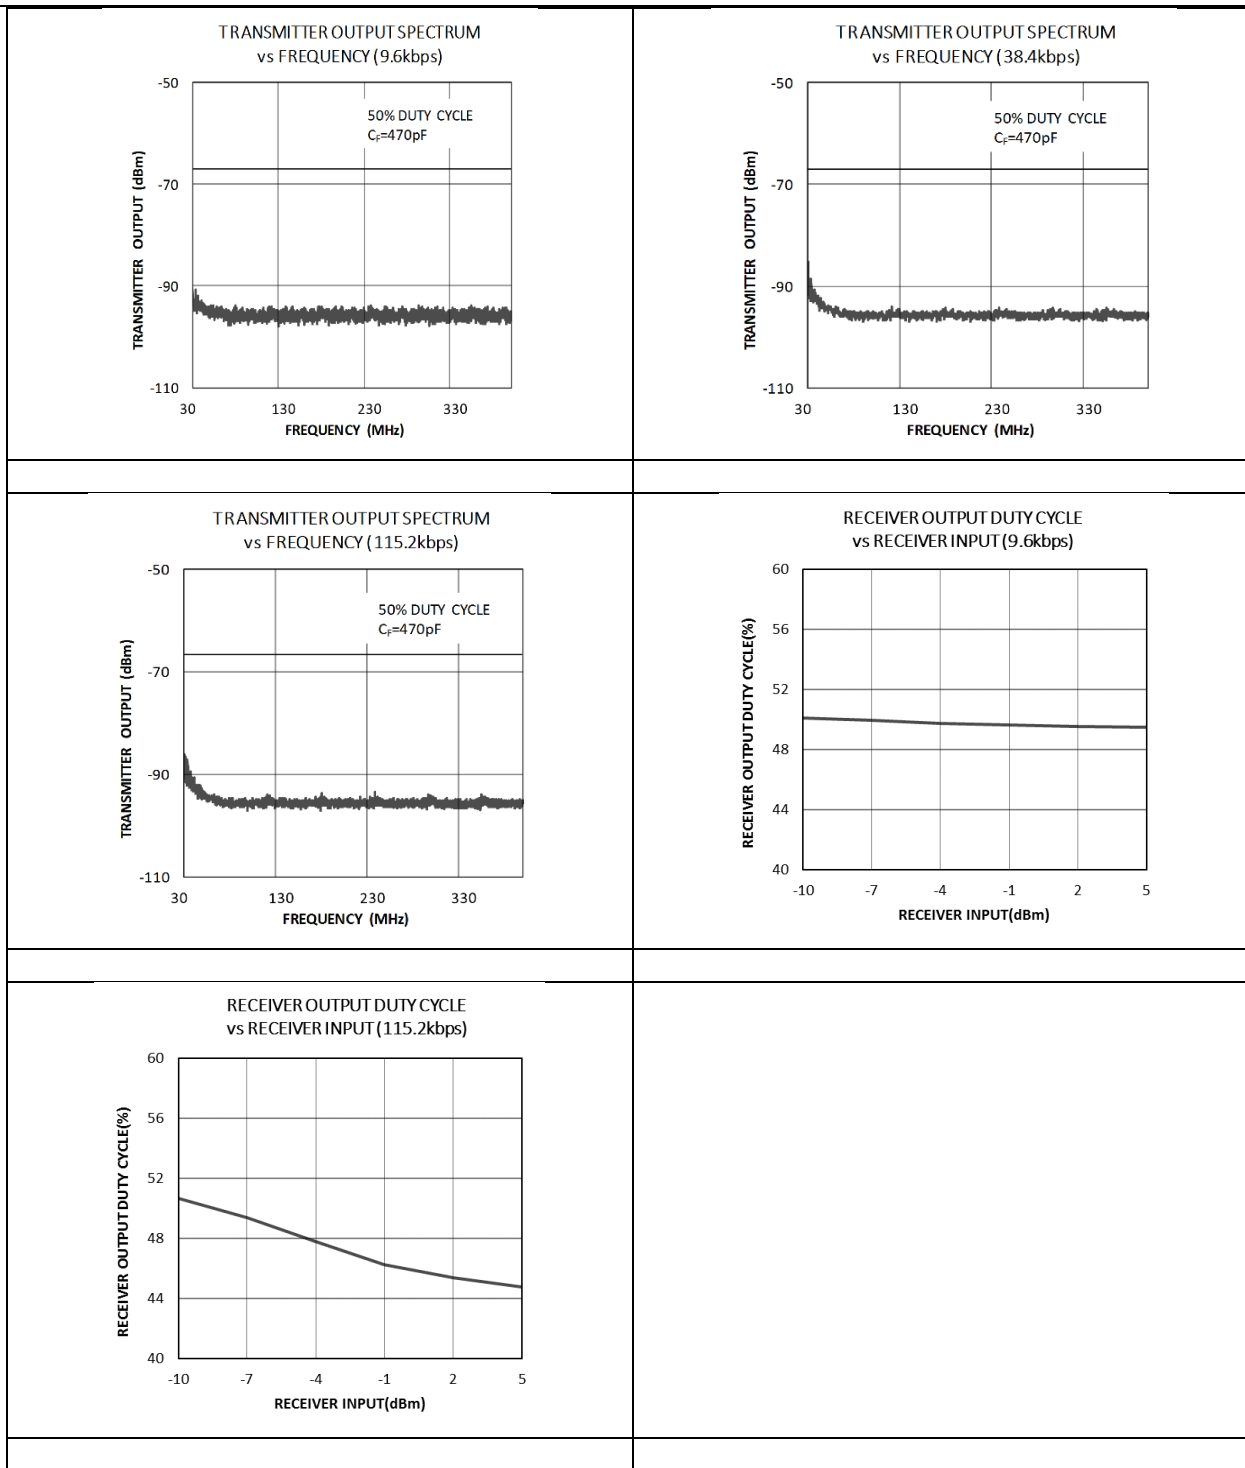 TRANSMITTER OUTPUT SPECTRUM
vs FREQUENCY (9.6kbps)
50% DUTY CYCLE
CF=470pF
TRANSMITTER OUTPUT (dBm)
-50
-70
-90
-110
30 130 230 330
FREQUENCY (MHz)
TRANSMITTER OUTPUT SPECTRUM
vs FREQUENCY (38.4kbps)
50% DUTY CYCLE
CF=470pF
TRANSMITTER OUTPUT (dBm)
-50
-70
-90
-110
30 130 230 330
FREQUENCY (MHz)
TRANSMITTER OUTPUT SPECTRUM
vs FREQUENCY (115.2kbps)
50% DUTY CYCLE
CF=470pF
TRANSMITTER OUTPUT (dBm)
-50
-70
-90
-110
30 130 230 330
FREQUENCY (MHz)
RECEIVER OUTPUT DUTY CYCLE
vs RECEIVER INPUT (9.6kbps)
RECEIVER OUTPUT DUTY CYCLE(%)
60
56
52
48
44
40
-10 -7 -4 -1 2 5
RECEIVER INPUT(dBm)
RECEIVER OUTPUT DUTY CYCLE
vs RECEIVER INPUT (115.2kbps)
RECEIVER OUTPUT DUTY CYCLE(%)
60
56
52
48
44
40
-10 -7 -4 -1 2 5
RECEIVER INPUT(dBm)